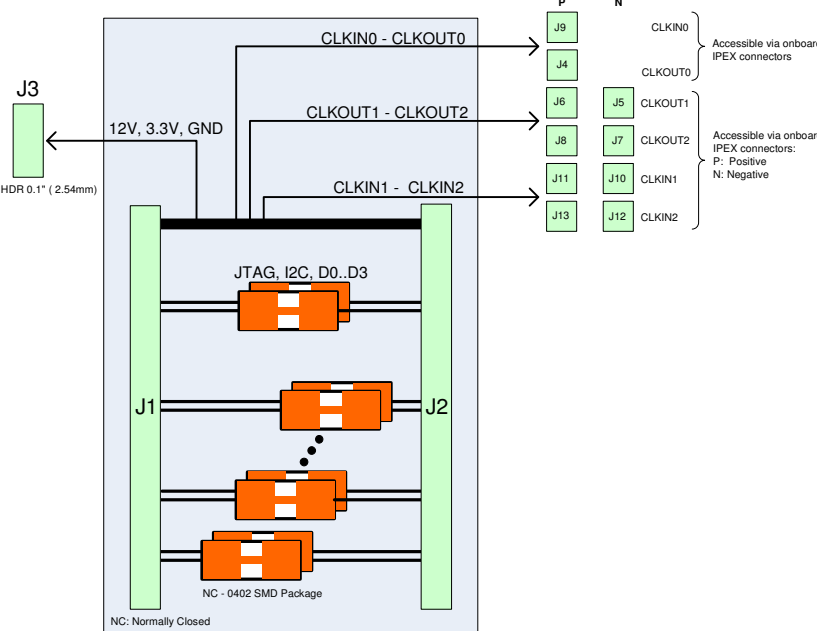 P N
J9 CLKIN0
CLKIN0 - CLKOUT0
Accessible via onboar
IPEX connectors
J4 CLKOUT0
J3
J6 J5 CLKOUT1
CLKOUT1 - CLKOUT2
12V, 3.3V, GND
J8 J7 CLKOUT2
Accessible via onboar
IPEX connectors:
P: Positive
N: Negative
J11 J10 CLKIN1
CLKIN1 - CLKIN2
HDR 0.1" ( 2.54mm)
J13 J12 CLKIN2
JTAG, I2C, D0..D3
J1 J2
NC - 0402 SMD Package
NC: Normally Closed